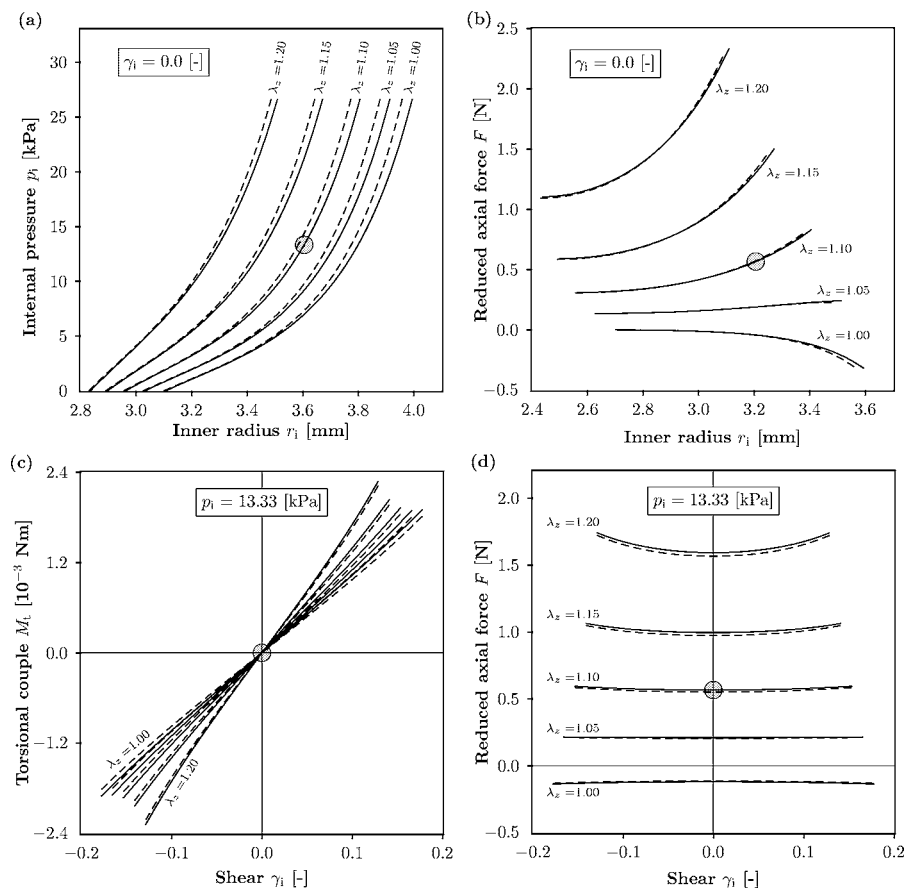 (a)
Internal pressure pᵢ [kPa]
30
25
20
15
10
5
0
γᵢ = 0.0 [-]
λz =1.20
λz =1.15
λz =1.10
λz =1.05
λz =1.00
2.8
3.1
3.4
3.7
4.0
Inner radius rᵢ [mm]
(b)
Reduced axial force F [N]
2.5
2.0
1.5
1.0
0.5
0.0
−0.5
γᵢ = 0.0 [-]
λz =1.20
λz =1.15
λz =1.10
λz =1.05
λz =1.00
2.4
2.6
2.8
3.0
3.2
3.4
3.6
Inner radius rᵢ [mm]
(c)
Torsional couple Mₜ [10⁻³ Nm]
2.4
1.2
0.0
−1.2
−2.4
pᵢ = 13.33 [kPa]
λz =1.00
λz =1.20
−0.2
−0.1
0.0
0.1
0.2
Shear γᵢ [-]
(d)
Reduced axial force F [N]
2.0
1.5
1.0
0.5
0.0
−0.5
pᵢ = 13.33 [kPa]
λz =1.20
λz =1.15
λz =1.10
λz =1.05
λz =1.00
−0.2
−0.1
0.0
0.1
0.2
Shear γᵢ [-]